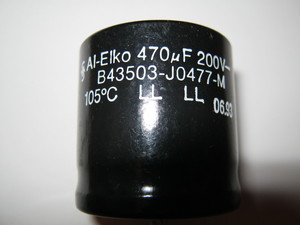 Al-Elko 470µF 200V–
B43503-J0477-M
105°C LL LL 06.93